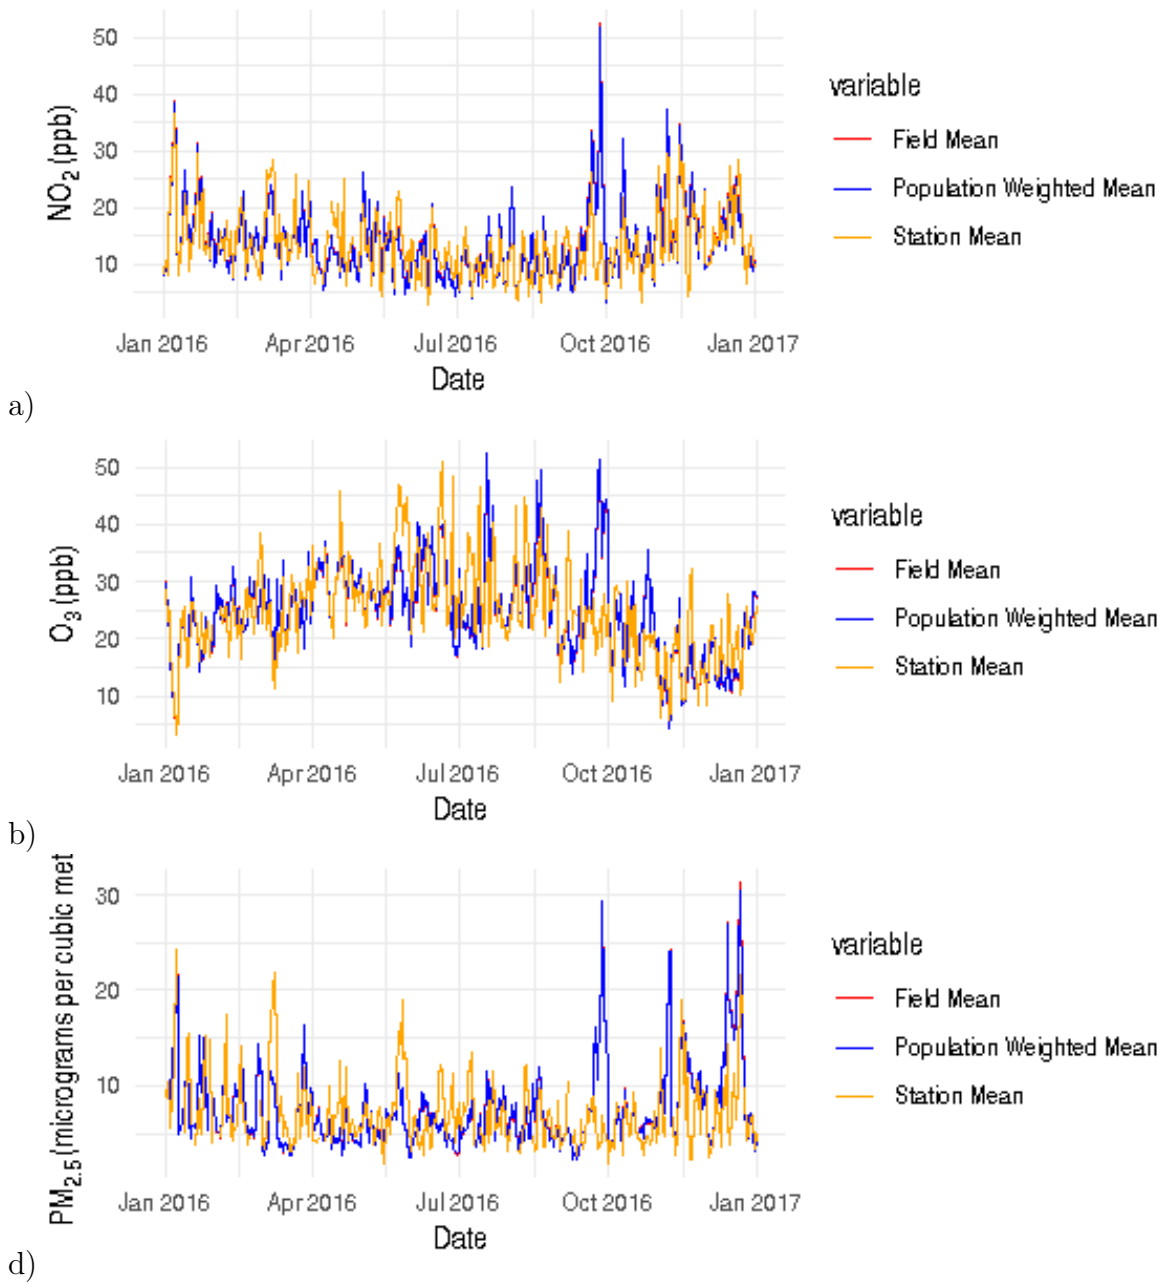 50
40
30
20
10
NO2 (ppb)
Jan 2016 Apr 2016 Jul 2016 Oct 2016 Jan 2017
Date
variable
Field Mean
Population Weighted Mean
Station Mean
a)
50
40
30
20
10
O3 (ppb)
Jan 2016 Apr 2016 Jul 2016 Oct 2016 Jan 2017
Date
variable
Field Mean
Population Weighted Mean
Station Mean
b)
30
20
10
PM2.5 (micrograms per cubic met
Jan 2016 Apr 2016 Jul 2016 Oct 2016 Jan 2017
Date
variable
Field Mean
Population Weighted Mean
Station Mean
d)